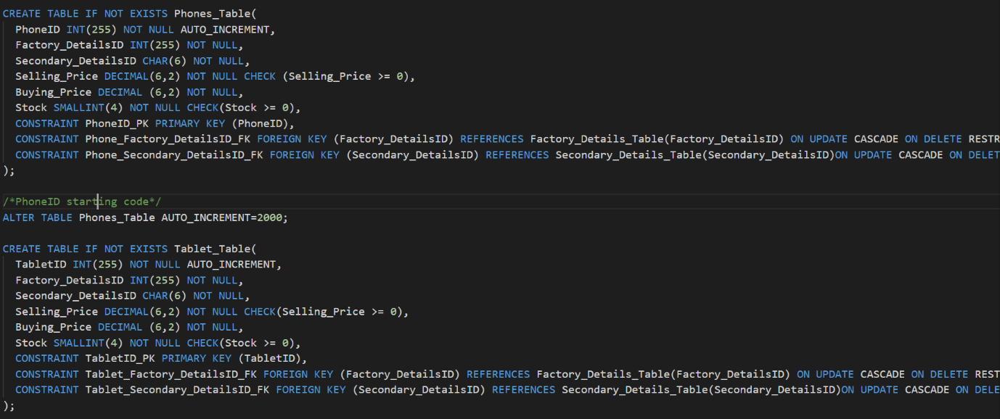 CREATE TABLE IF NOT EXISTS Phones_Table(
PhoneID INT(255) NOT NULL AUTO_INCREMENT,
Factory_DetailsID INT(255) NOT NULL,
Secondary_DetailsID CHAR(6) NOT NULL,
Selling_Price DECIMAL(6,2) NOT NULL CHECK (Selling_Price >= 0),
Buying_Price DECIMAL (6,2) NOT NULL,
Stock SMALLINT(4) NOT NULL CHECK(Stock >= 0),
CONSTRAINT PhoneID_PK PRIMARY KEY (PhoneID),
CONSTRAINT Phone_Factory_DetailsID_FK FOREIGN KEY (Factory_DetailsID) REFERENCES Factory_Details_Table(Factory_DetailsID) ON UPDATE CASCADE ON DELETE RESTR
CONSTRAINT Phone_Secondary_DetailsID_FK FOREIGN KEY (Secondary_DetailsID) REFERENCES Secondary_Details_Table(Secondary_DetailsID)ON UPDATE CASCADE ON DELET
);
/*PhoneID starting code*/
ALTER TABLE Phones_Table AUTO_INCREMENT=2000;
CREATE TABLE IF NOT EXISTS Tablet_Table(
TabletID INT(255) NOT NULL AUTO_INCREMENT,
Factory_DetailsID INT(255) NOT NULL,
Secondary_DetailsID CHAR(6) NOT NULL,
Selling_Price DECIMAL(6,2) NOT NULL CHECK(Selling_Price >= 0),
Buying_Price DECIMAL (6,2) NOT NULL,
Stock SMALLINT(4) NOT NULL CHECK(Stock >= 0),
CONSTRAINT TabletID_PK PRIMARY KEY (TabletID),
CONSTRAINT Tablet_Factory_DetailsID_FK FOREIGN KEY (Factory_DetailsID) REFERENCES Factory_Details_Table(Factory_DetailsID) ON UPDATE CASCADE ON DELETE REST
CONSTRAINT Tablet_Secondary_DetailsID_FK FOREIGN KEY (Secondary_DetailsID) REFERENCES Secondary_Details_Table(Secondary_DetailsID)ON UPDATE CASCADE ON DELE
);